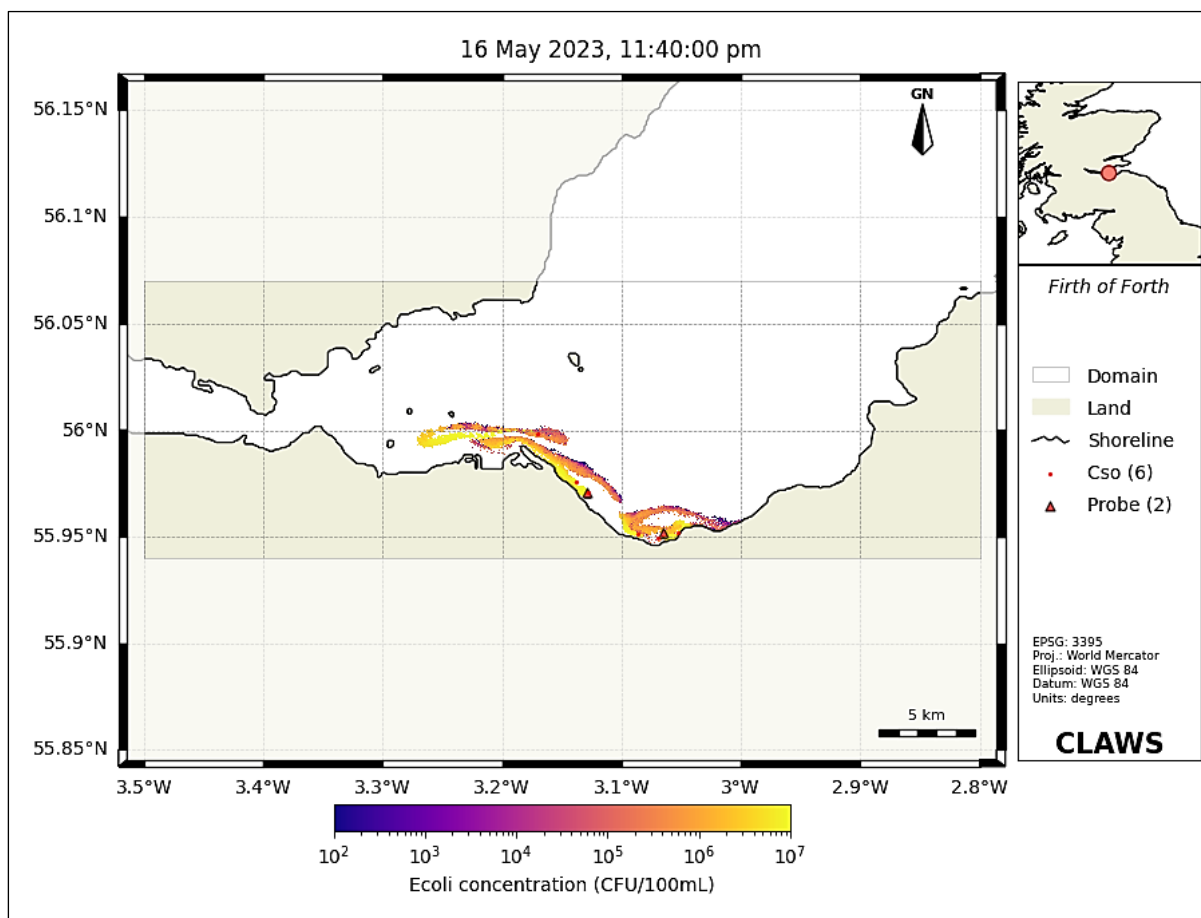 16 May 2023, 11:40:00 pm
56.15°N
56.1°N
56.05°N
56°N
55.95°N
55.9°N
55.85°N
3.5°W 3.4°W 3.3°W 3.2°W 3.1°W 3°W 2.9°W 2.8°W
GN
5 km
10² 10³ 10⁴ 10⁵ 10⁶ 10⁷
Ecoli concentration (CFU/100mL)
Firth of Forth
Domain
Land
Shoreline
Cso (6)
Probe (2)
EPSG: 3395
Proj.: World Mercator
Ellipsoid: WGS 84
Datum: WGS 84
Units: degrees
CLAWS